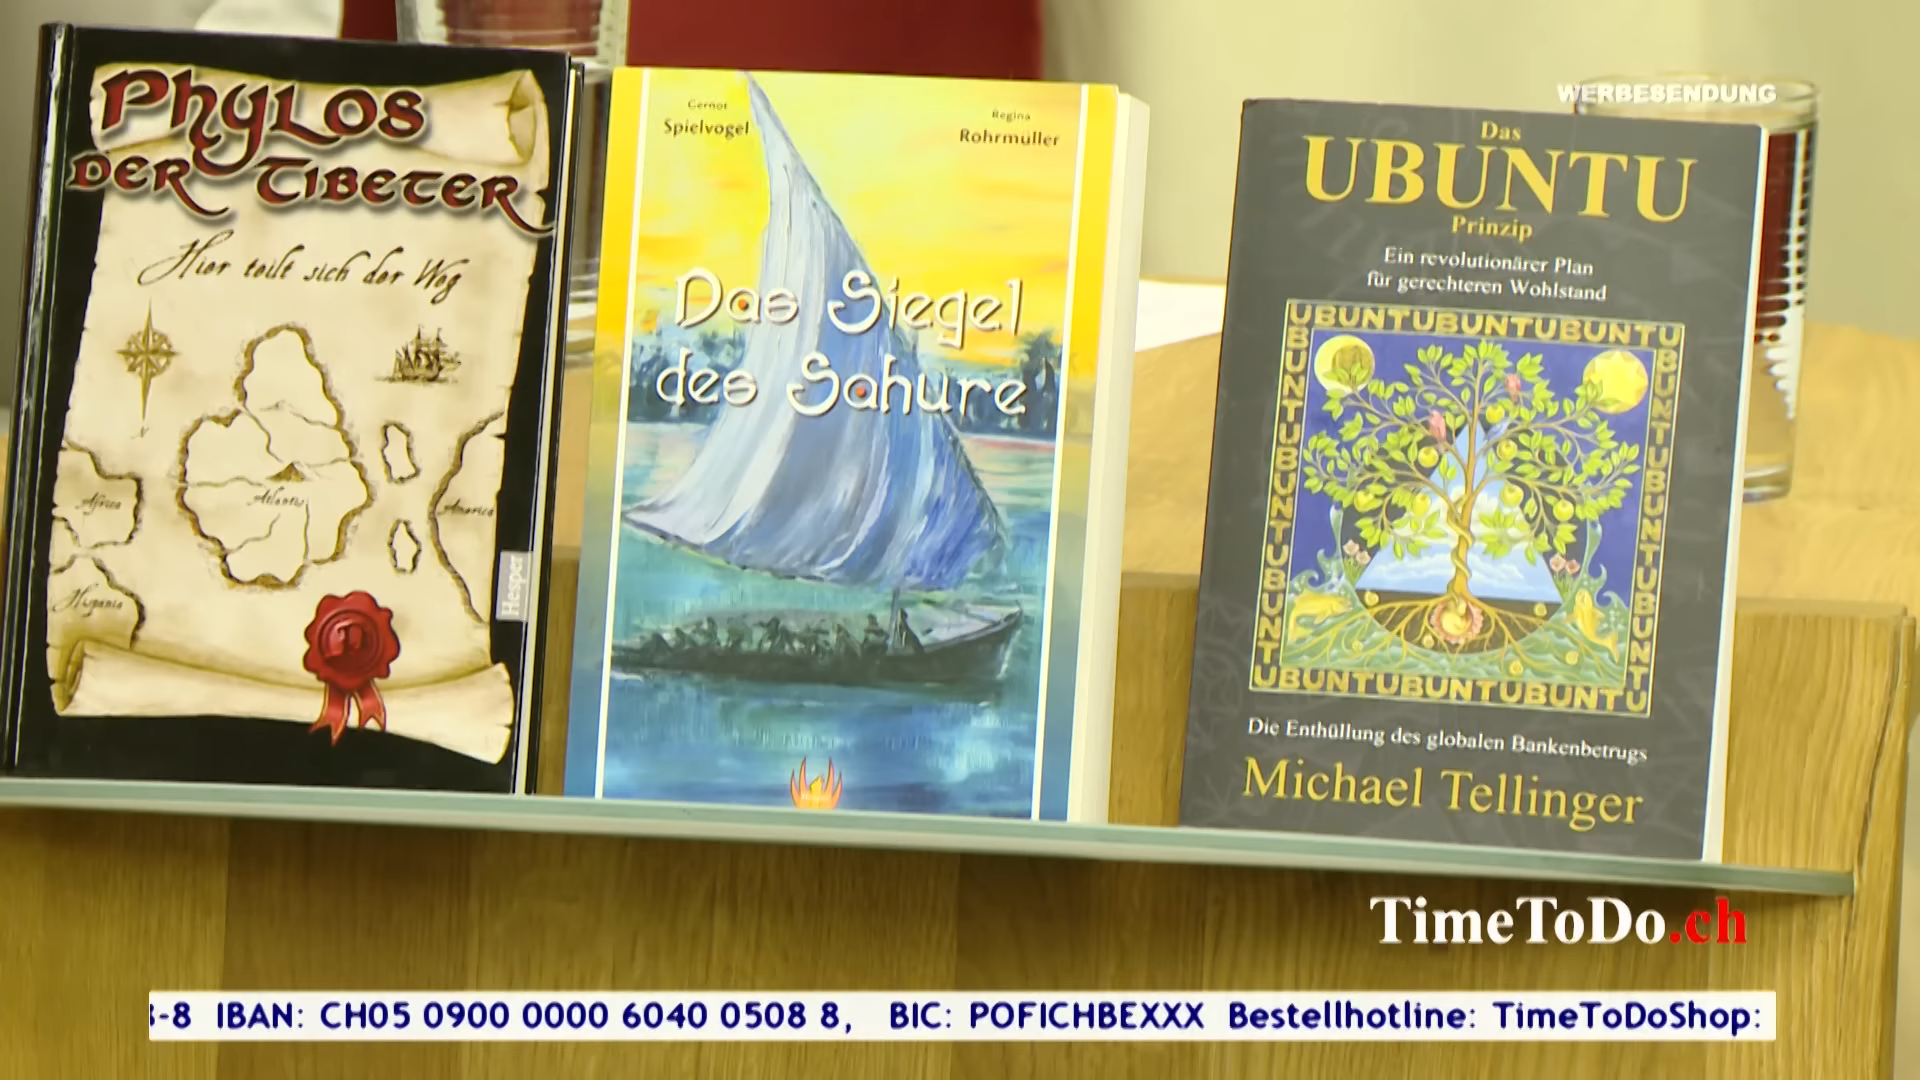 PhyLos
der Tibeter
Hier teilt sich der Weg
Atlantis
Africa
America
Hispania
Hesper
Gernot
Spielvogel
Regina
Rohrmüller
Das Siegel
des Sahure
WERBESENDUNG
Das
UBUNTU
Prinzip
Ein revolutionärer Plan
für gerechteren Wohlstand
UBUNTUBUNTUBUNTU
UBUNTUBUNTUBUNT
UBUNTUBUNTUBUNTU
UBUNTUBUNTUBUNTU
Die Enthüllung des globalen Bankenbetrugs
Michael Tellinger
TimeToDo.ch
-8 IBAN: CH05 0900 0000 6040 0508 8, BIC: POFICHBEXXX Bestellhotline: TimeToDoShop: